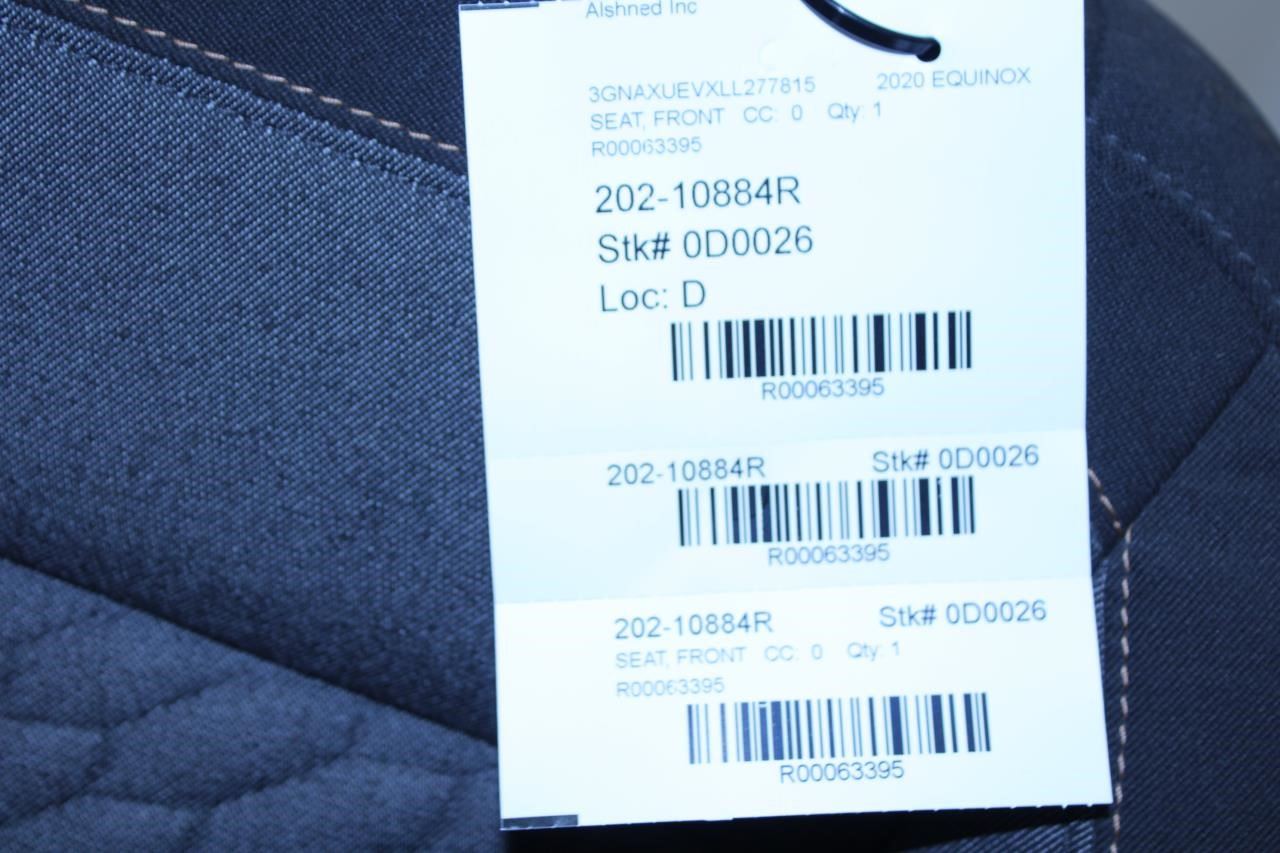 Alshned Inc
3GNAXUEVXLL277815 2020 EQUINOX
SEAT, FRONT CC: 0 Qty: 1
R00063395
202-10884R
Stk# 0D0026
Loc: D
R00063395
202-10884R Stk# 0D0026
R00063395
202-10884R Stk# 0D0026
SEAT, FRONT CC: 0 Qty: 1
R00063395
R00063395